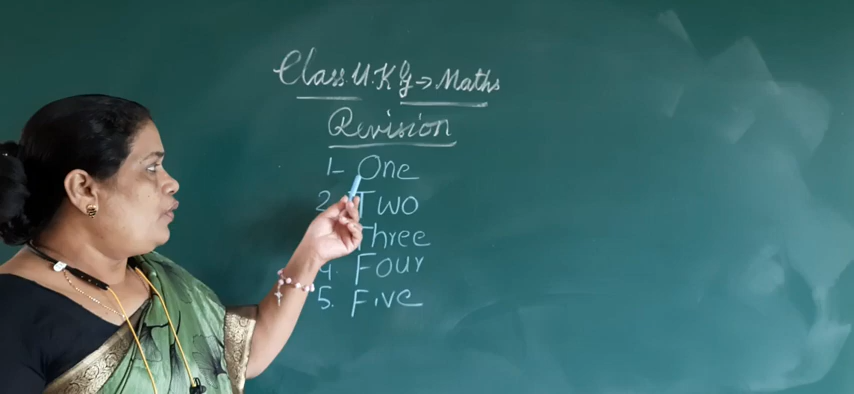 Class U.K.G → Maths
Revision
1- One
2. Two
Three
4. Four
5. Five